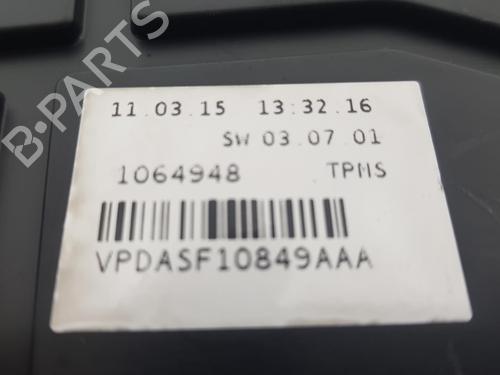 B-PARTS
11.03.15 13:32.16
SW 03.07 01
1064948 TPMS
VPDASF10849AAA